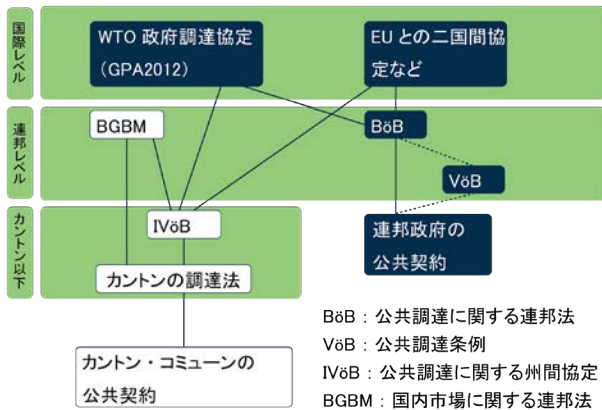 国際レベル
WTO 政府調達協定
(GPA2012)
EU との二国間協
定など
連邦レベル
BGBM
BöB
VöB
カントン以下
IVöB
連邦政府の
公共契約
カントンの調達法
カントン・コミューンの
公共契約
BöB：公共調達に関する連邦法
VöB：公共調達条例
IVöB：公共調達に関する州間協定
BGBM：国内市場に関する連邦法